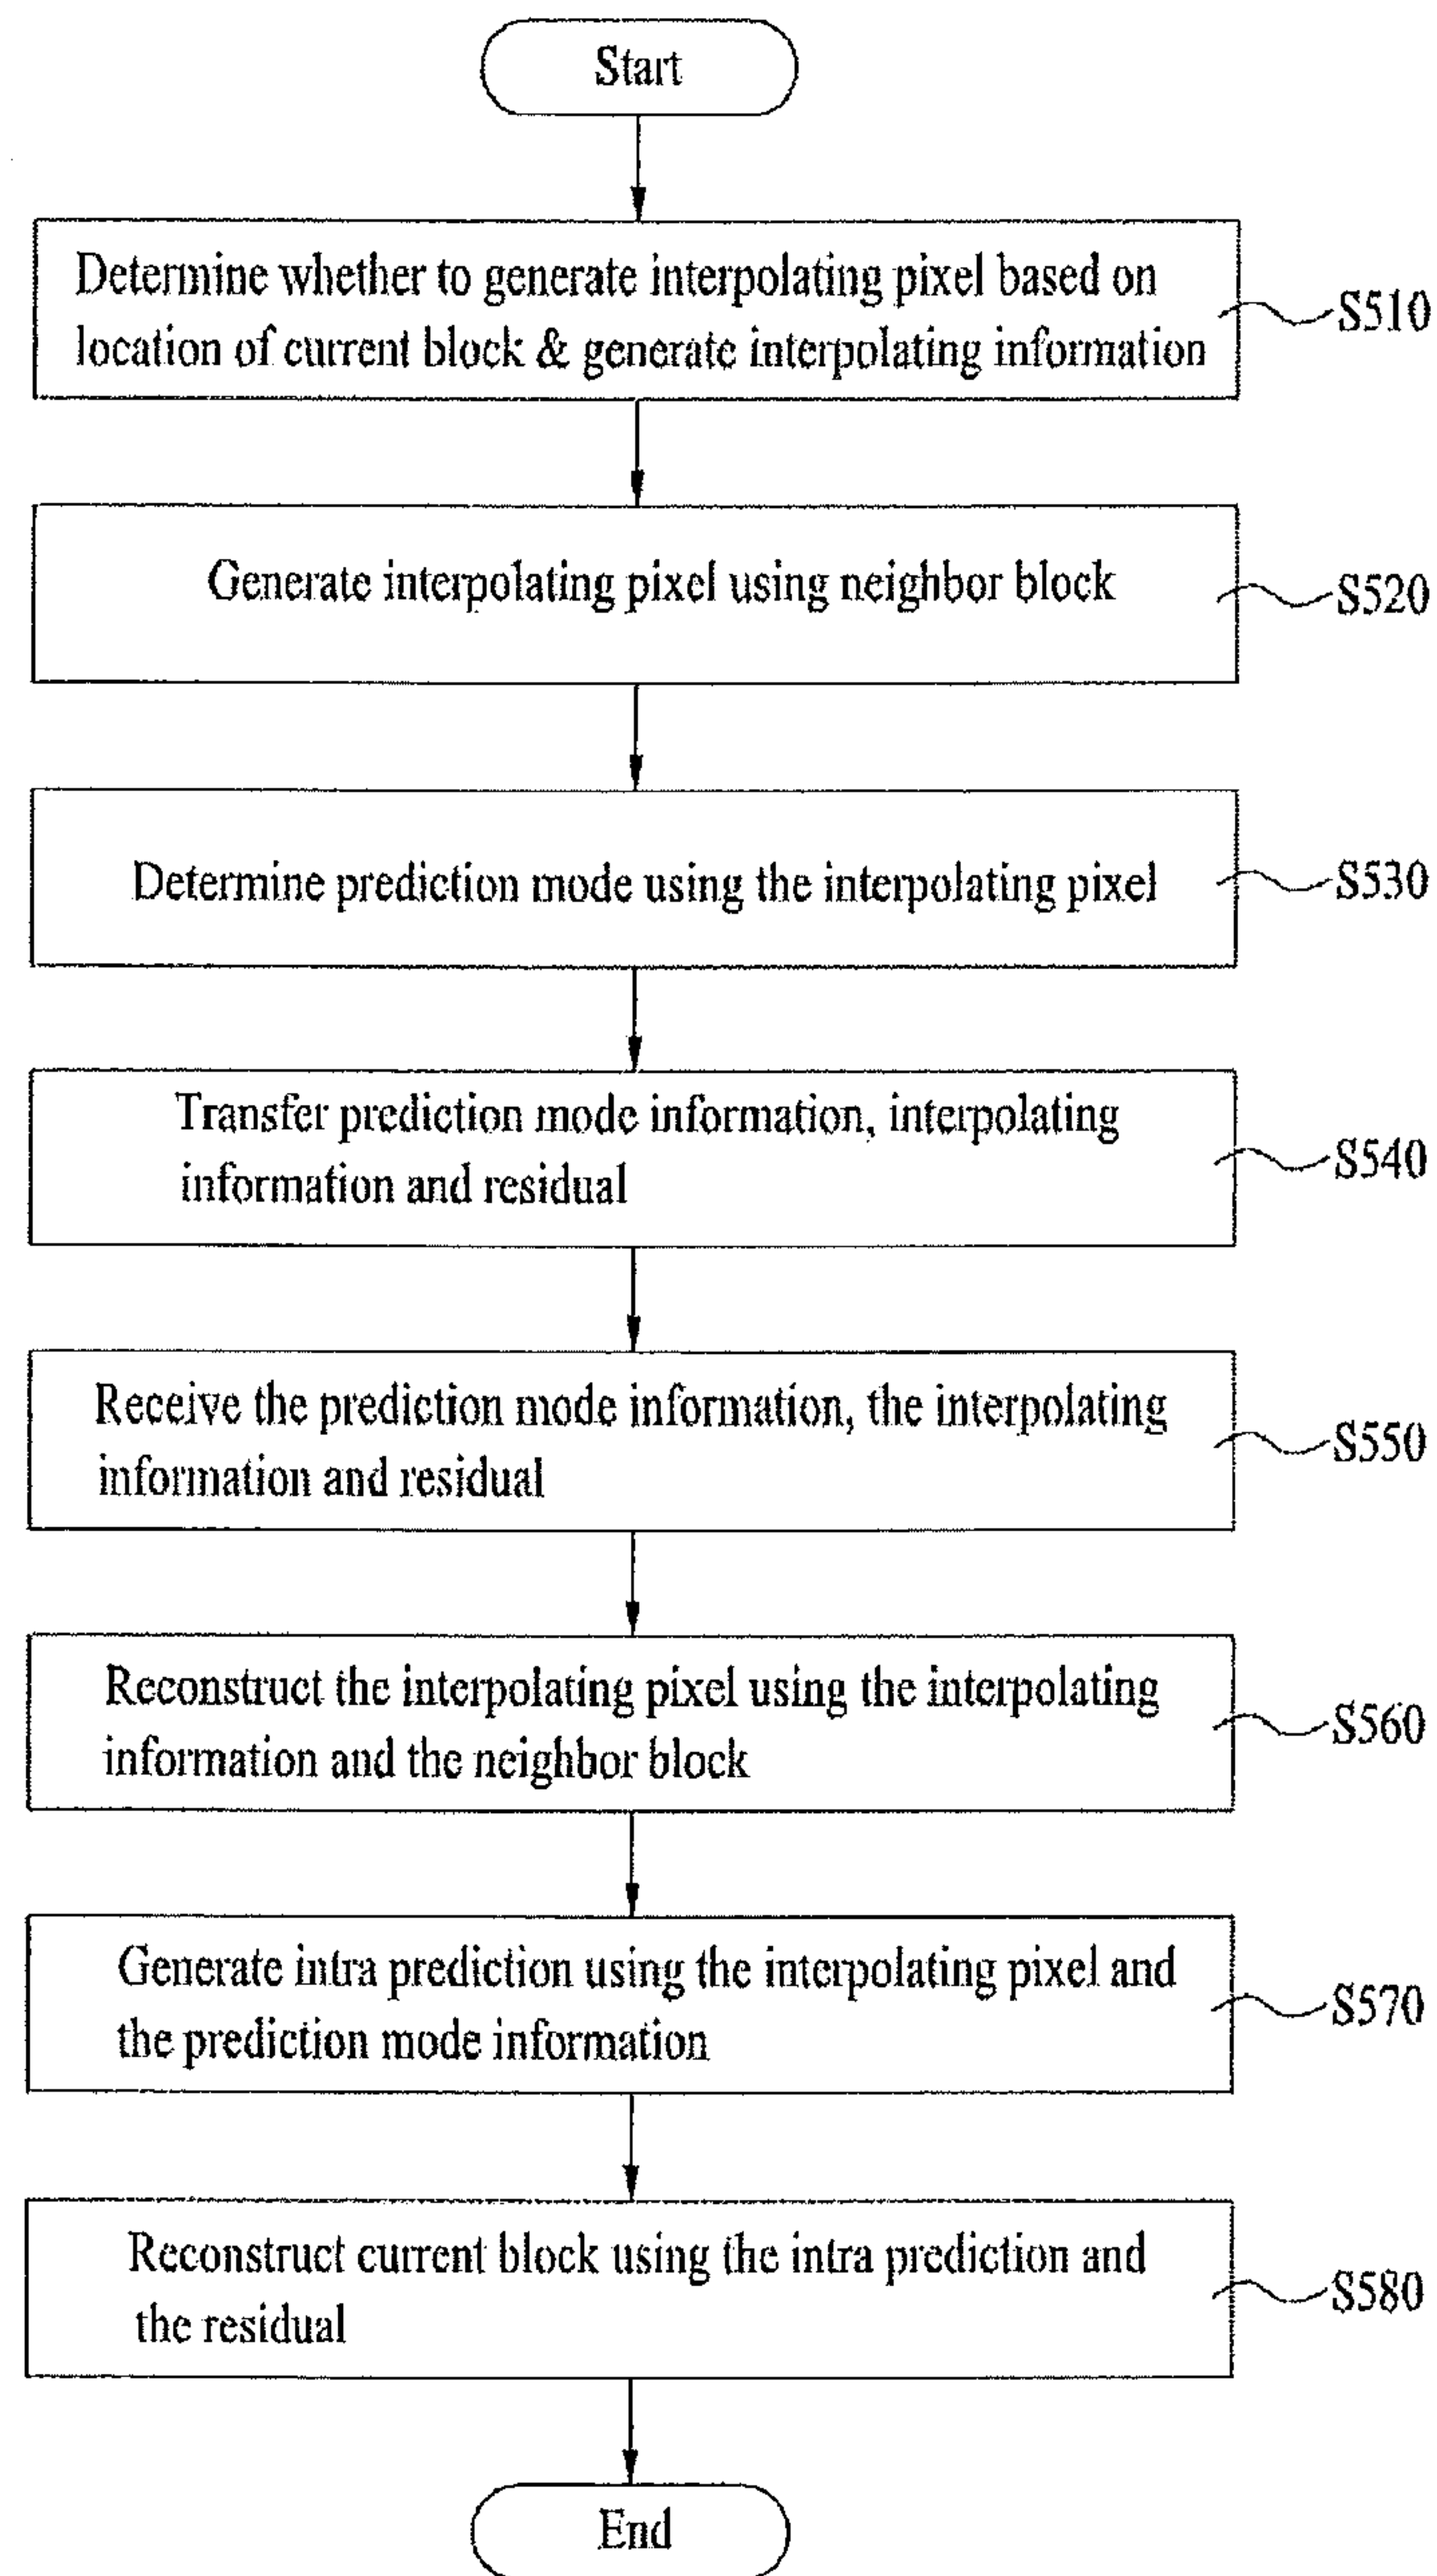 Start
Determine whether to generate interpolating pixel based on
location of current block & generate interpolating information
S510
Generate interpolating pixel using neighbor block
S520
Determine prediction mode using the interpolating pixel
S530
Transfer prediction mode information, interpolating
information and residual
S540
Receive the prediction mode information, the interpolating
information and residual
S550
Reconstruct the interpolating pixel using the interpolating
information and the neighbor block
S560
Generate intra prediction using the interpolating pixel and
the prediction mode information
S570
Reconstruct current block using the intra prediction and
the residual
S580
End